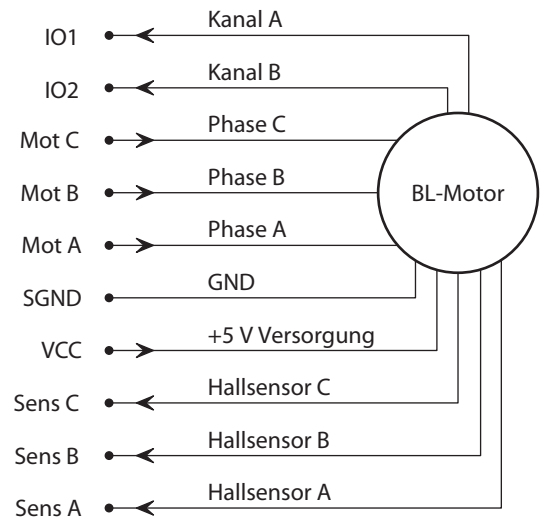 IO1 Kanal A
IO2 Kanal B
Mot C Phase C
Mot B Phase B
BL-Motor
Mot A Phase A
SGND GND
VCC +5 V Versorgung
Sens C Hallsensor C
Sens B Hallsensor B
Sens A Hallsensor A